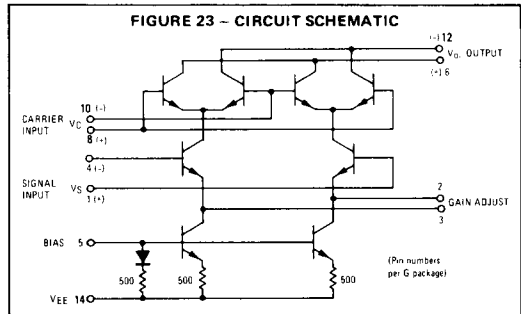 FIGURE 23 – CIRCUIT SCHEMATIC
(-) 12
VO, OUTPUT
(+) 6
10 (-)
CARRIER INPUT VC
8 (+)
4 (-)
SIGNAL INPUT VS
1 (+)
2
GAIN ADJUST
3
BIAS 5
(Pin numbers
per G package)
500
500
500
VEE 14